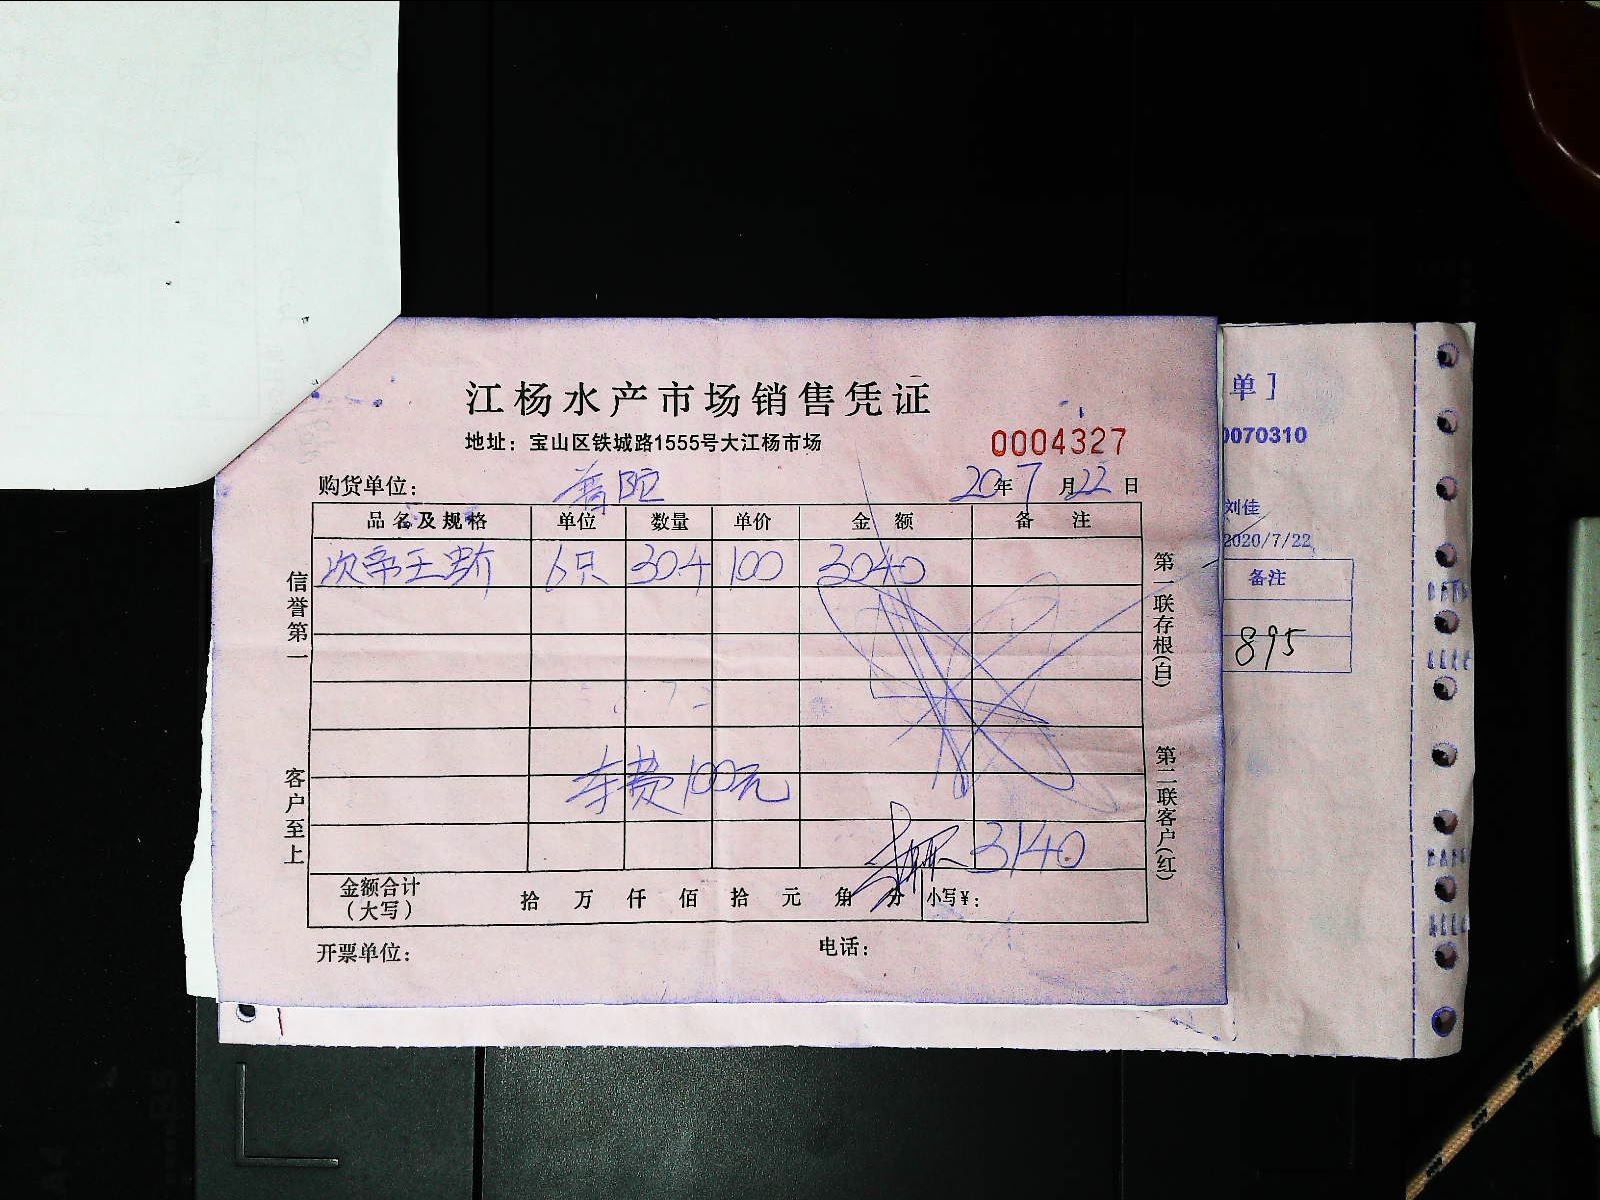 江杨水产市场销售凭证
地址：宝山区铁城路1555号大江杨市场
0004327
购货单位： 普陀 20年7月22日
品名及规格 单位 数量 单价 金额 备注
6只 30.4 100 3040
车费100元
3140
金额合计（大写） 拾 万 仟 佰 拾 元 角 分 小写¥：
开票单位： 电话：
信誉第一
客户至上
第一联存根(白)
第二联客户(红)
单]
0070310
刘佳
2020/7/22
备注
895